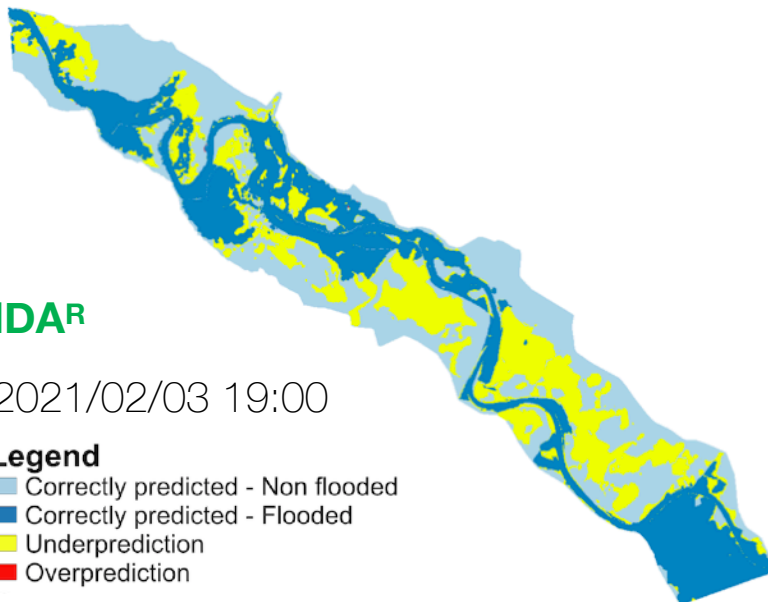 IDAᴿ
2021/02/03 19:00
Legend
Correctly predicted - Non flooded
Correctly predicted - Flooded
Underprediction
Overprediction